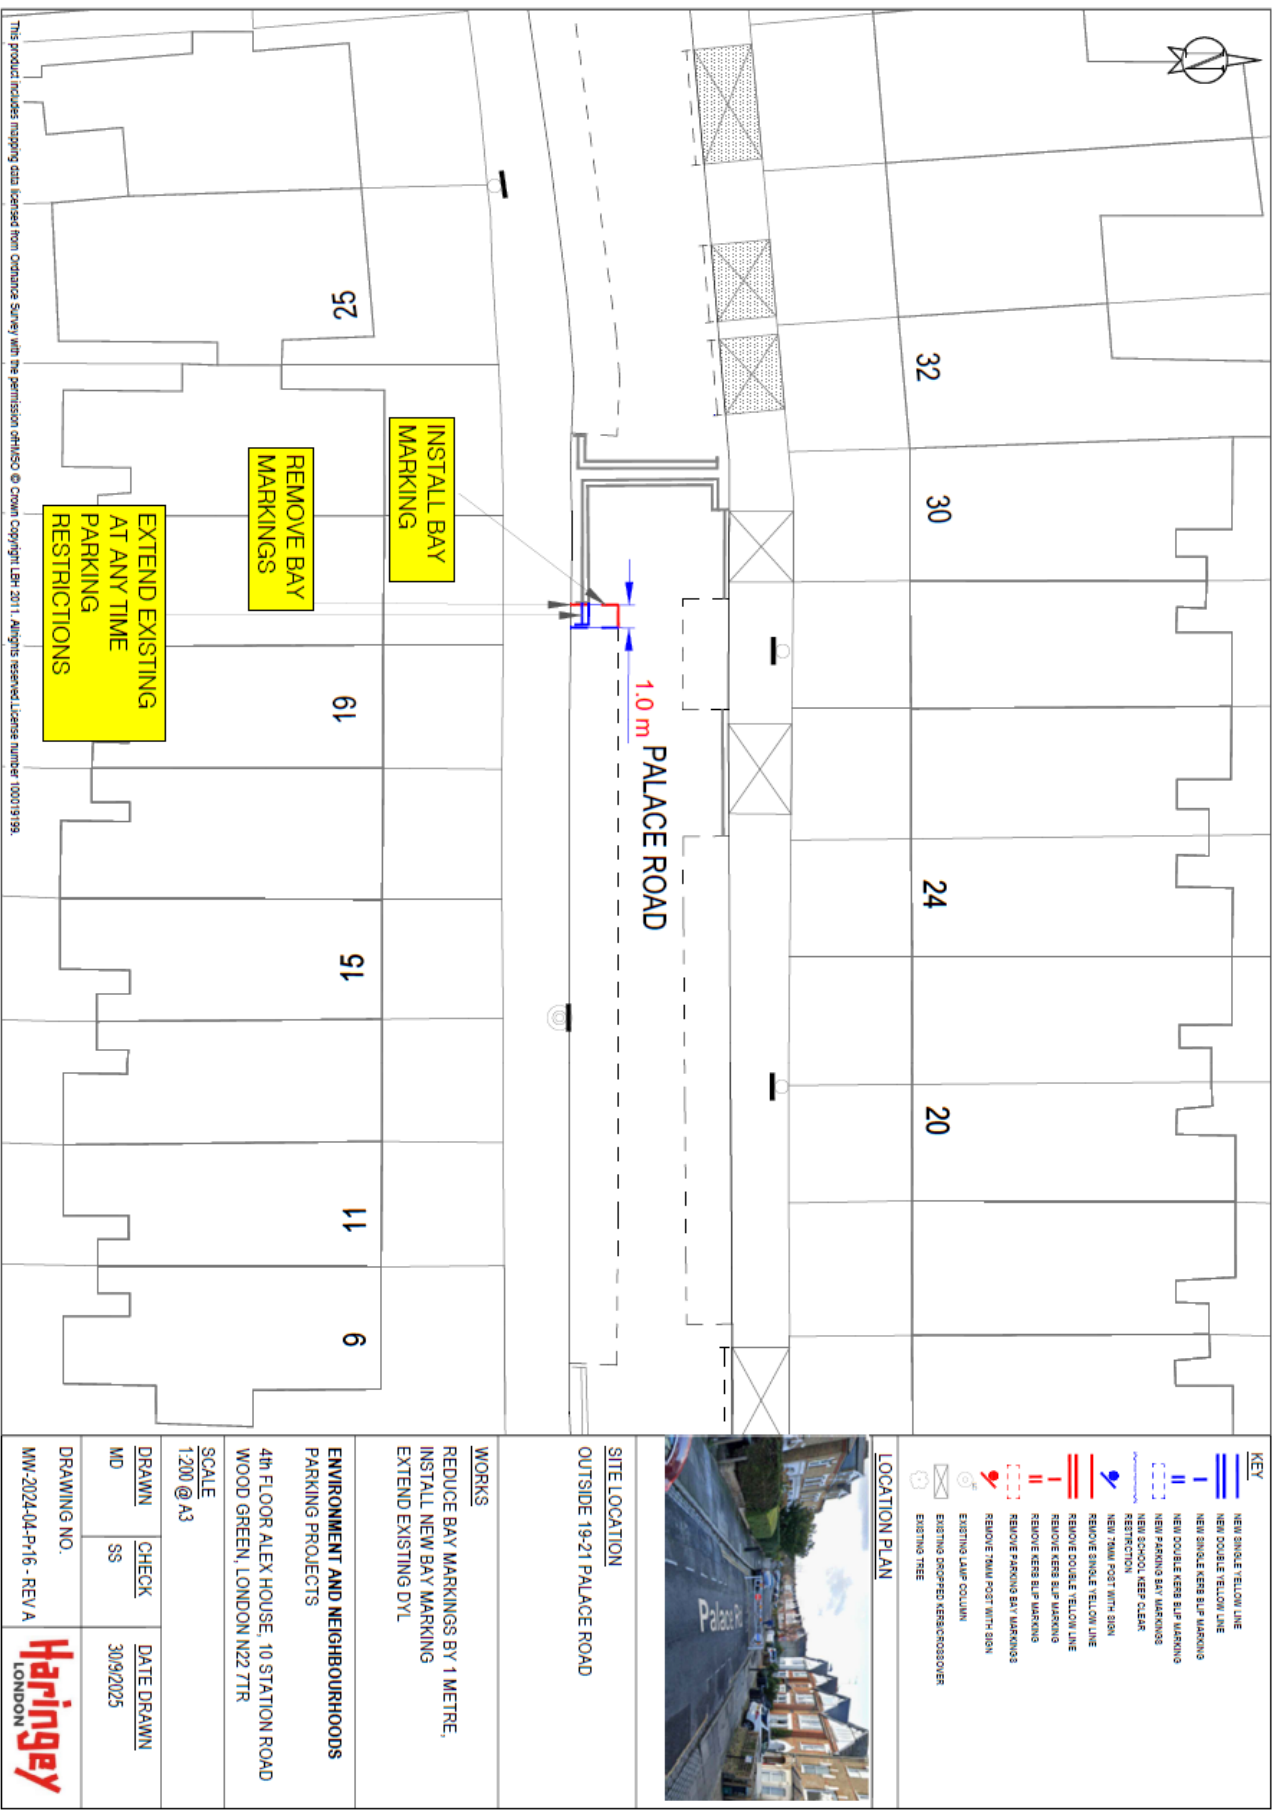 32
30
24
20
PALACE ROAD
1.0 m
INSTALL BAY
MARKING
REMOVE BAY
MARKINGS
EXTEND EXISTING
AT ANY TIME
PARKING
RESTRICTIONS
25
19
15
11
9
This product includes mapping data licensed from Ordnance Survey with the permission of HMSO © Crown Copyright LBH 2011. All rights reserved.License number 100019199.
KEY
NEW SINGLE YELLOW LINE
NEW DOUBLE YELLOW LINE
NEW SINGLE KERB BLIP MARKING
NEW DOUBLE KERB BLIP MARKING
NEW PARKING BAY MARKINGS
NEW SCHOOL KEEP CLEAR
RESTRICTION
NEW 76MM POST WITH SIGN
REMOVE SINGLE YELLOW LINE
REMOVE DOUBLE YELLOW LINE
REMOVE KERB BLIP MARKING
REMOVE KERB BLIP MARKING
REMOVE PARKING BAY MARKINGS
REMOVE 76MM POST WITH SIGN
EXISTING LAMP COLUMN
EXISTING DROPPED KERB/CROSSOVER
EXISTING TREE
LOCATION PLAN
Palace Rd
SITE LOCATION
OUTSIDE 19-21 PALACE ROAD
WORKS
REDUCE BAY MARKINGS BY 1 METRE,
INSTALL NEW BAY MARKING
EXTEND EXISTING DYL
ENVIRONMENT AND NEIGHBOURHOODS
PARKING PROJECTS
4th FLOOR ALEX HOUSE, 10 STATION ROAD
WOOD GREEN, LONDON N22 7TR
SCALE
1:200 @ A3
DRAWN
MD
CHECK
SS
DATE DRAWN
30/9/2025
DRAWING NO.
MW-2024-04-Pr16 - REV A
Haringey
LONDON